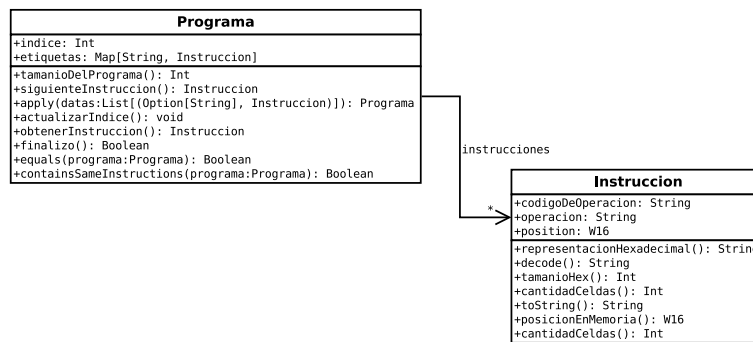 Programa
+indice: Int
+etiquetas: Map[String, Instruccion]
+tamanioDelPrograma(): Int
+siguienteInstruccion(): Instruccion
+apply(datas:List[(Option[String], Instruccion)]): Programa
+actualizarIndice(): void
+obtenerInstruccion(): Instruccion
+finalizo(): Boolean
+equals(programa:Programa): Boolean
+containsSameInstructions(programa:Programa): Boolean
instrucciones
*
Instruccion
+codigoDeOperacion: String
+operacion: String
+position: W16
+representacionHexadecimal(): String
+decode(): String
+tamanioHex(): Int
+cantidadCeldas(): Int
+toString(): String
+posicionEnMemoria(): W16
+cantidadCeldas(): Int